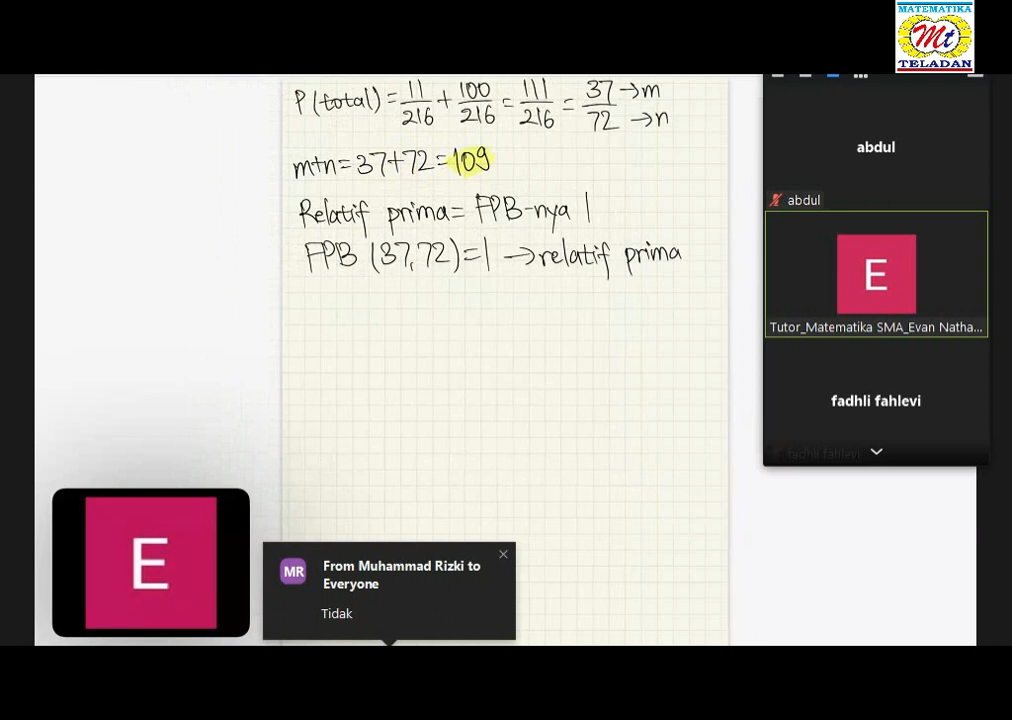 MATEMATIKA
Mt
TELADAN
P(total) = 11/216 + 100/216 = 111/216 = 37/72 →m →n
m+n = 37+72 = 109
Relatif prima = FPB-nya 1
FPB (37,72) = 1 → relatif prima
abdul
abdul
E
Tutor_Matematika SMA_Evan Natha...
fadhli fahlevi
fadhli fahlevi
E
MR
From Muhammad Rizki to
Everyone
Tidak